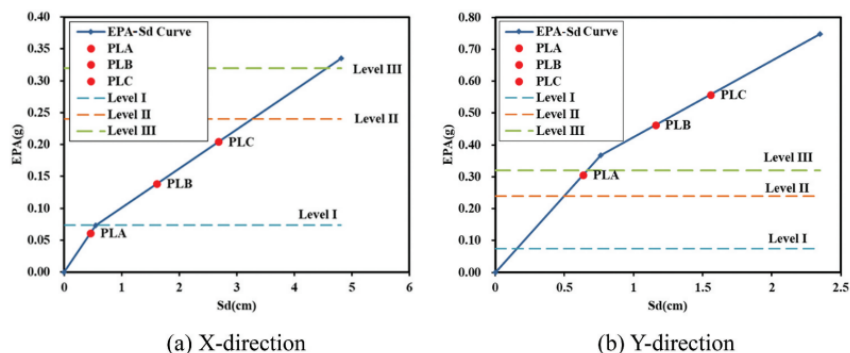 EPA(g)
0.40
0.35
0.30
0.25
0.20
0.15
0.10
0.05
0.00
EPA-Sd Curve
PLA
PLB
PLC
Level I
Level II
Level III
Level III
Level II
PLC
PLB
Level I
PLA
0 1 2 3 4 5 6
Sd(cm)
(a) X-direction
EPA(g)
0.80
0.70
0.60
0.50
0.40
0.30
0.20
0.10
0.00
EPA-Sd Curve
PLA
PLB
PLC
Level I
Level II
Level III
PLC
PLB
Level III
PLA
Level II
Level I
0 0.5 1 1.5 2 2.5
Sd(cm)
(b) Y-direction